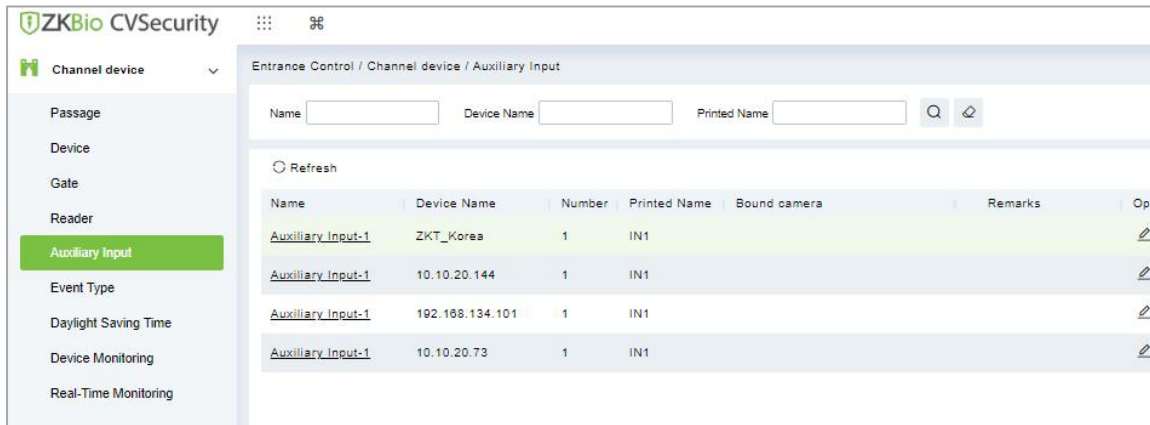 ZKBio CVSecurity
Channel device
Entrance Control / Channel device / Auxiliary Input
Passage
Device
Gate
Reader
Auxiliary Input
Event Type
Daylight Saving Time
Device Monitoring
Real-Time Monitoring
Name Device Name Printed Name
Refresh
Name Device Name Number Printed Name Bound camera Remarks Op
Auxiliary Input-1 ZKT_Korea 1 IN1
Auxiliary Input-1 10.10.20.144 1 IN1
Auxiliary Input-1 192.168.134.101 1 IN1
Auxiliary Input-1 10.10.20.73 1 IN1